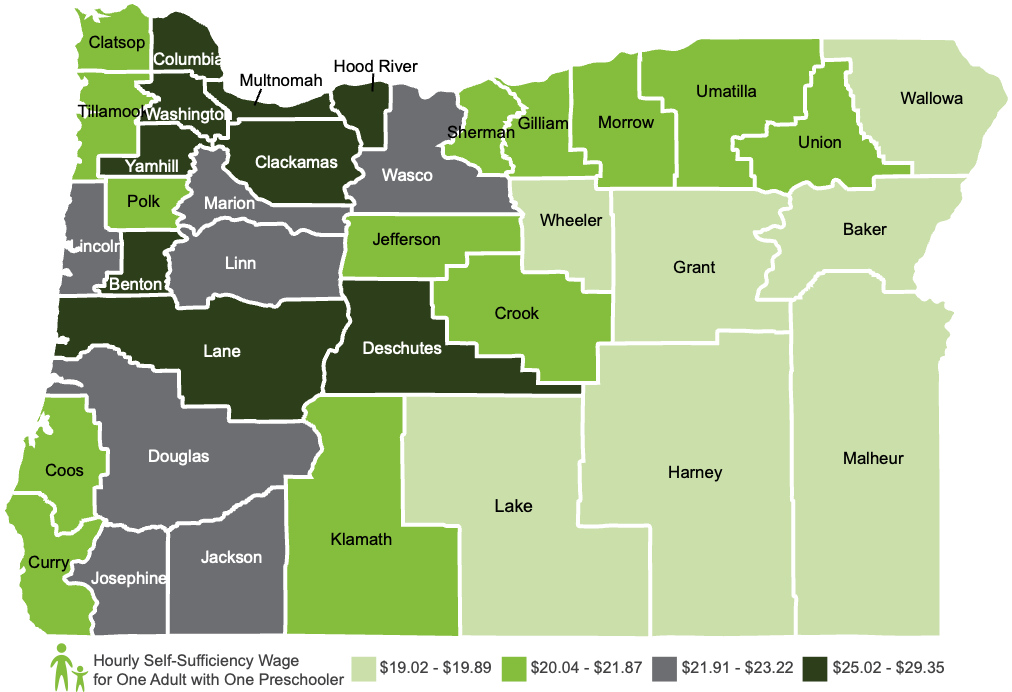 Clatsop
Columbia
Multnomah
Hood River
Tillamook
Washington
Sherman
Gilliam
Morrow
Umatilla
Wallowa
Union
Yamhill
Clackamas
Wasco
Polk
Marion
Wheeler
Baker
Lincoln
Linn
Jefferson
Grant
Benton
Crook
Lane
Deschutes
Douglas
Coos
Malheur
Harney
Lake
Klamath
Curry
Josephine
Jackson
Hourly Self-Sufficiency Wage
for One Adult with One Preschooler
$19.02 - $19.89
$20.04 - $21.87
$21.91 - $23.22
$25.02 - $29.35